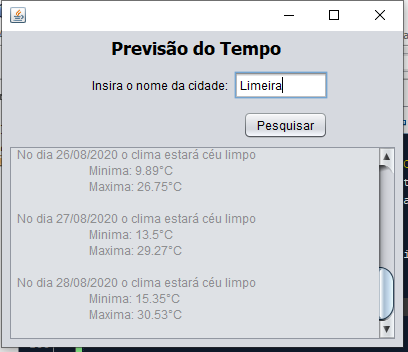 Previsão do Tempo
Insira o nome da cidade: Limeira
Pesquisar
No dia 26/08/2020 o clima estará céu limpo
Minima: 9.89°C
Maxima: 26.75°C
No dia 27/08/2020 o clima estará céu limpo
Minima: 13.5°C
Maxima: 29.27°C
No dia 28/08/2020 o clima estará céu limpo
Minima: 15.35°C
Maxima: 30.53°C